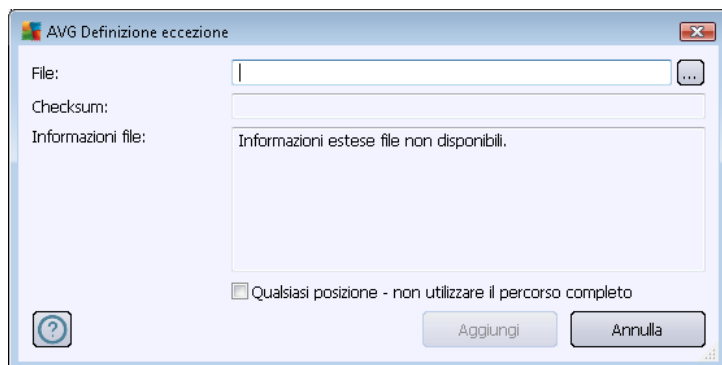 AVG Definizione eccezione
File:
...
Checksum:
Informazioni file:
Informazioni estese file non disponibili.
Qualsiasi posizione - non utilizzare il percorso completo
?
Aggiungi
Annulla